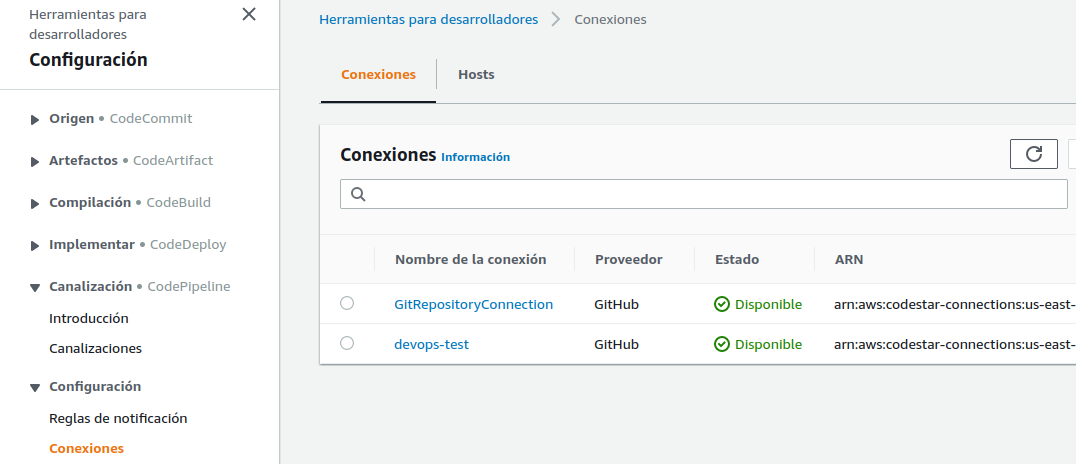 Herramientas para
desarrolladores
Configuración
Origen • CodeCommit
Artefactos • CodeArtifact
Compilación • CodeBuild
Implementar • CodeDeploy
Canalización • CodePipeline
Introducción
Canalizaciones
Configuración
Reglas de notificación
Conexiones
Herramientas para desarrolladores > Conexiones
Conexiones Hosts
Conexiones Información
Nombre de la conexión Proveedor Estado ARN
GitRepositoryConnection GitHub Disponible arn:aws:codestar-connections:us-east-
devops-test GitHub Disponible arn:aws:codestar-connections:us-east-